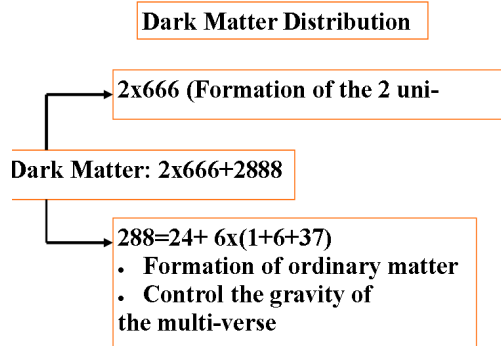 Dark Matter Distribution
2x666 (Formation of the 2 uni-
Dark Matter: 2x666+2888
288=24+ 6x(1+6+37)
• Formation of ordinary matter
• Control the gravity of
the multi-verse